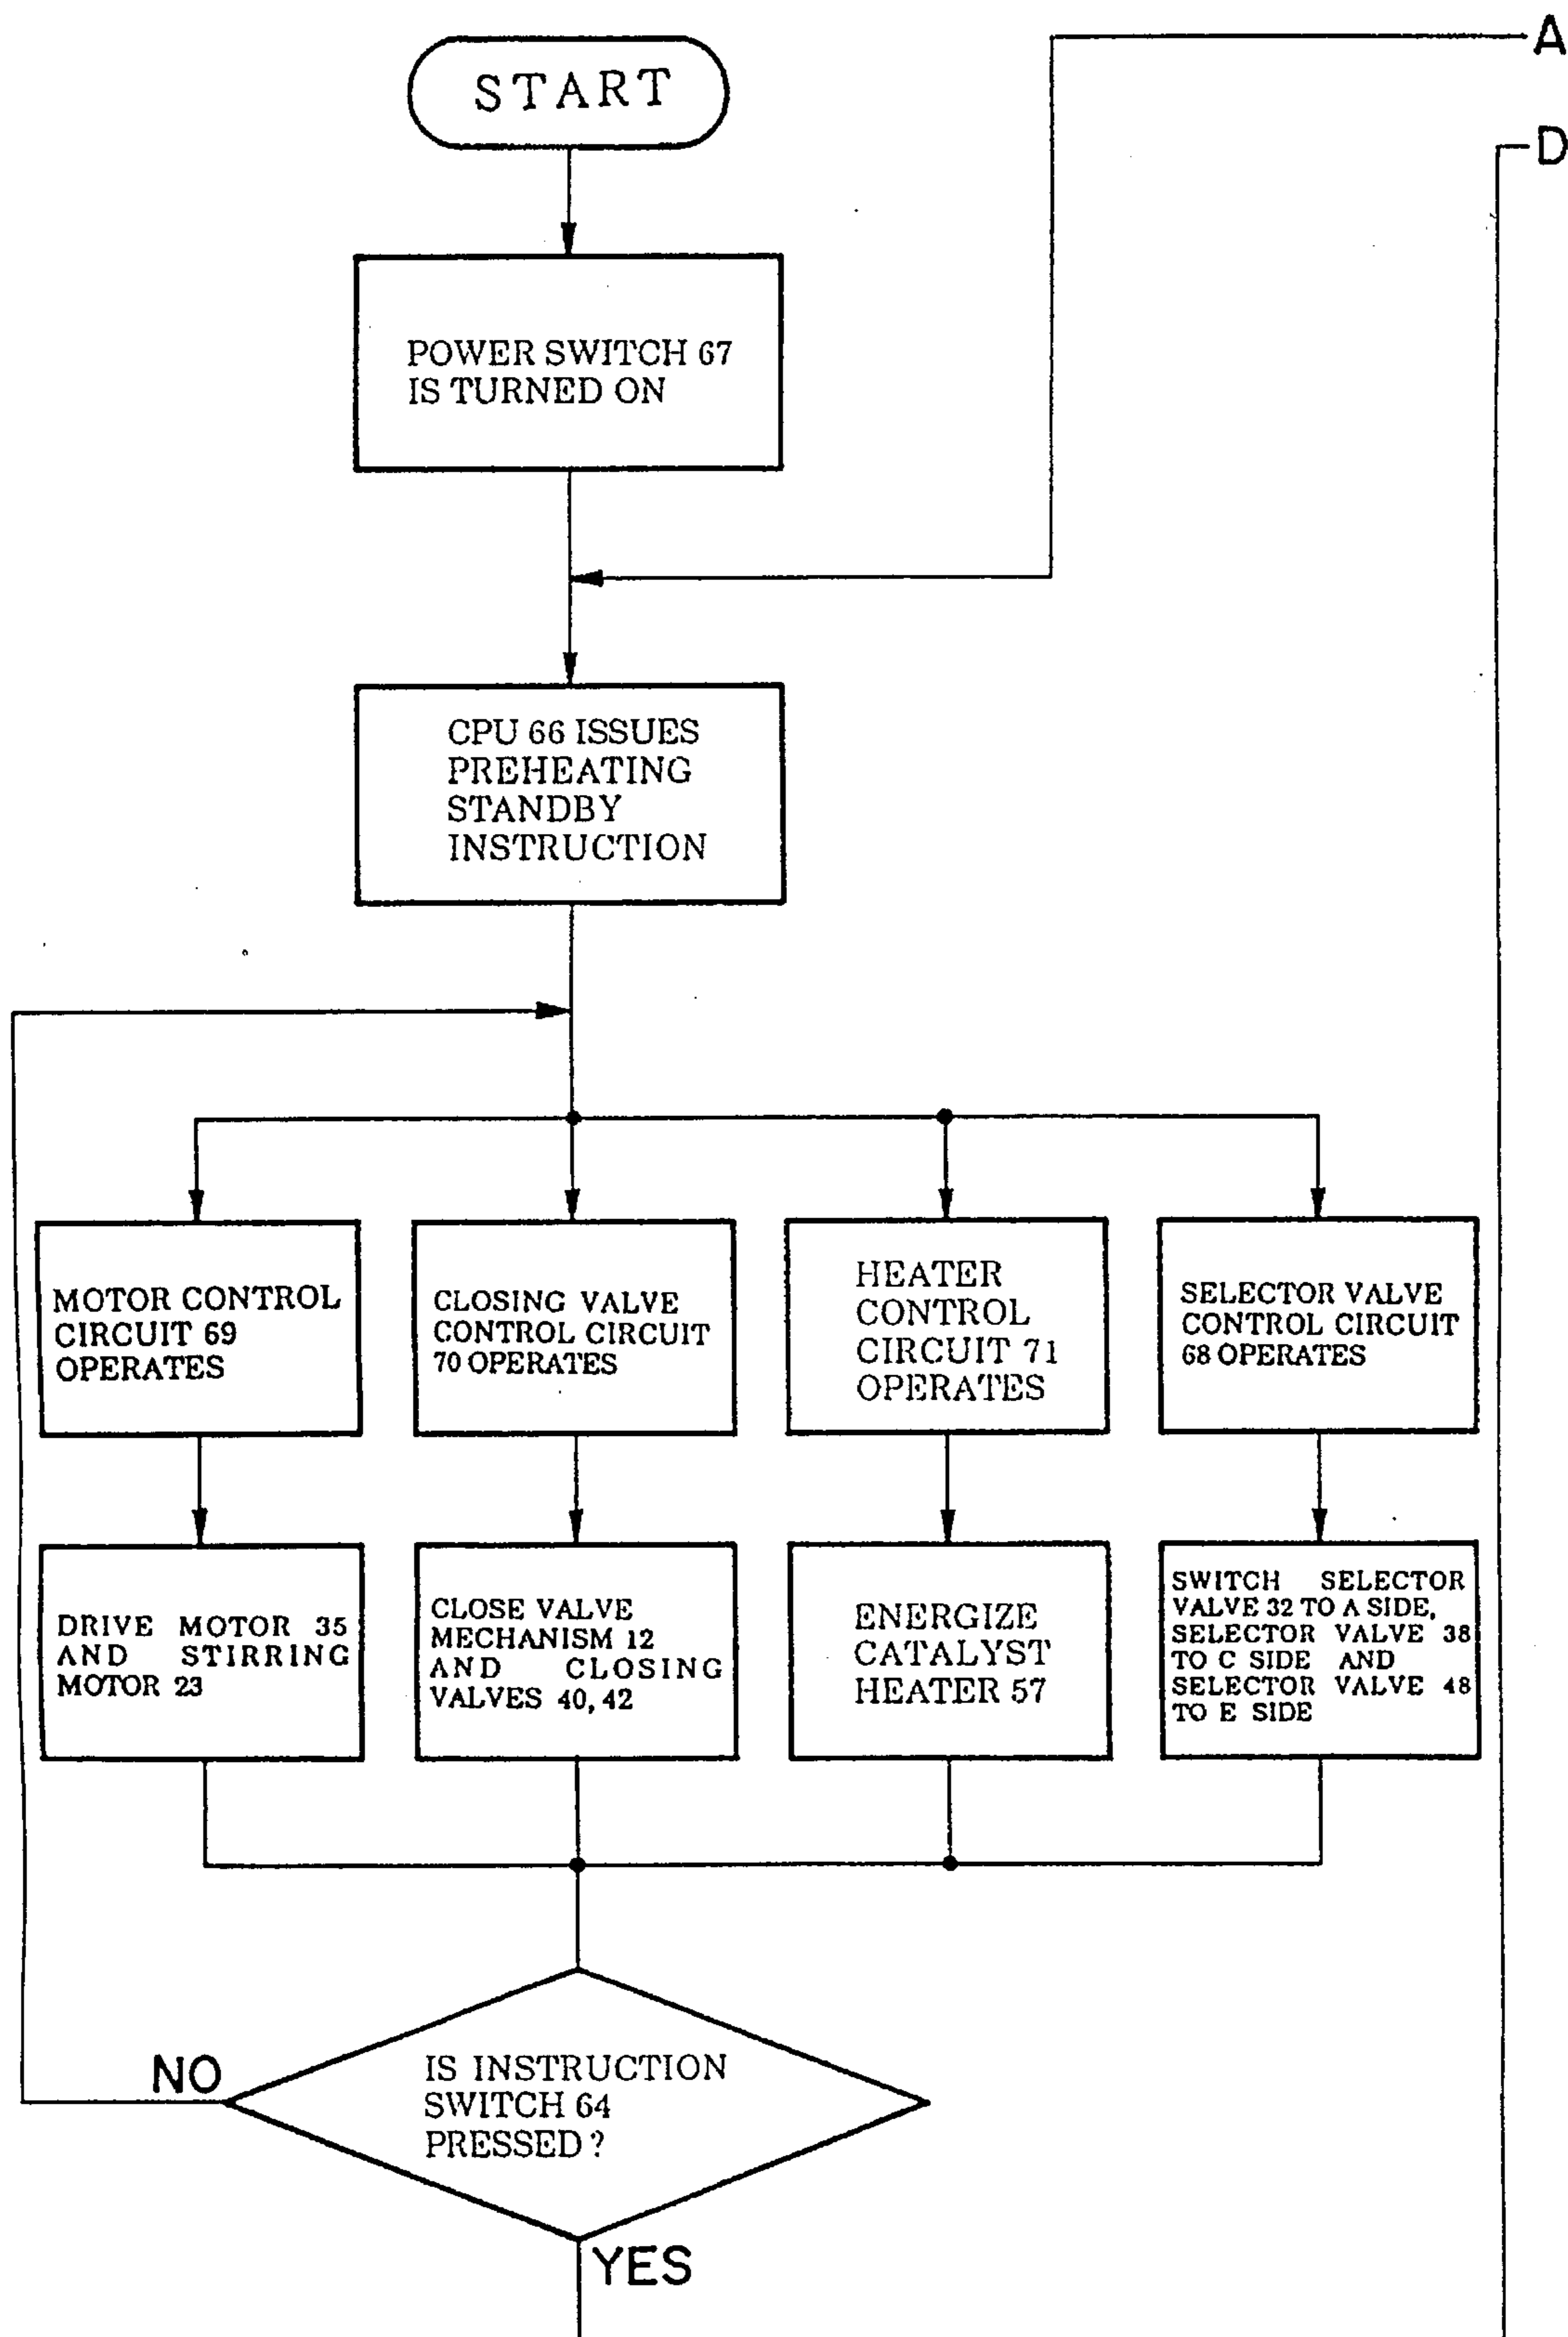 A
START
D
POWER SWITCH 67
IS TURNED ON
CPU 66 ISSUES
PREHEATING
STANDBY
INSTRUCTION
MOTOR CONTROL
CIRCUIT 69
OPERATES
CLOSING VALVE
CONTROL CIRCUIT
70 OPERATES
HEATER
CONTROL
CIRCUIT 71
OPERATES
SELECTOR VALVE
CONTROL CIRCUIT
68 OPERATES
DRIVE MOTOR 35
AND STIRRING
MOTOR 23
CLOSE VALVE
MECHANISM 12
AND CLOSING
VALVES 40, 42
ENERGIZE
CATALYST
HEATER 57
SWITCH SELECTOR
VALVE 32 TO A SIDE,
SELECTOR VALVE 38
TO C SIDE AND
SELECTOR VALVE 48
TO E SIDE
NO
IS INSTRUCTION
SWITCH 64
PRESSED ?
YES